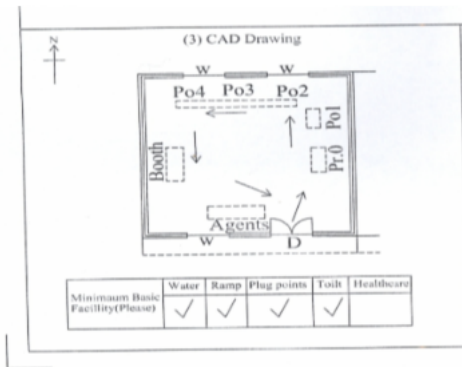 (3) CAD Drawing
N
W W
Po4 Po3 Po2
Po1
Booth
Pr.0
Agents
W D
Water Ramp Plug points Toilt Healthcare
Minimaum Basic
Facillity(Please) ✓ ✓ ✓ ✓